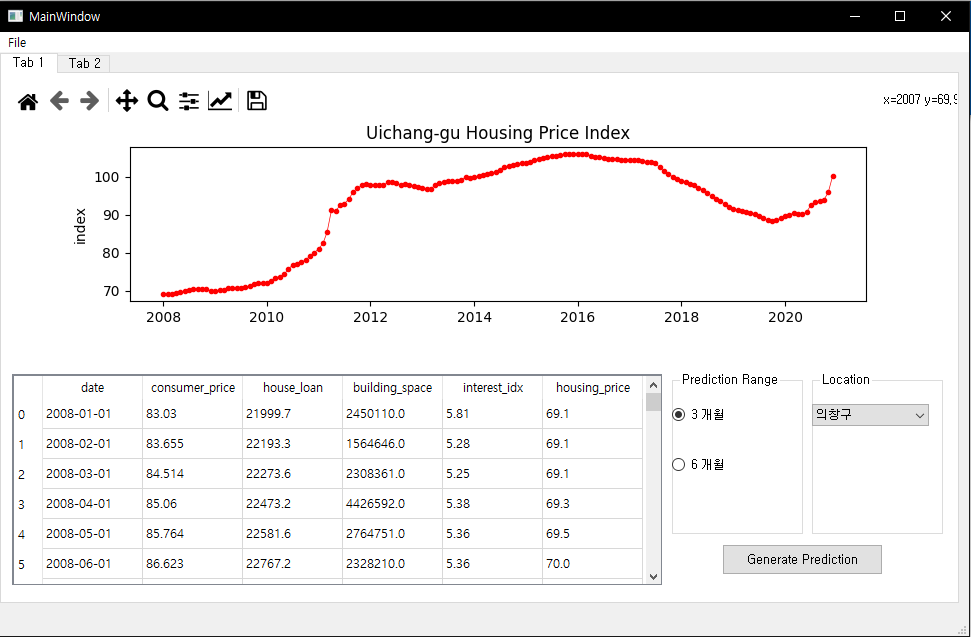 MainWindow
File
Tab 1 Tab 2
x=2007 y=69.9
Uichang-gu Housing Price Index
index
100
90
80
70
2008 2010 2012 2014 2016 2018 2020
date consumer_price house_loan building_space interest_idx housing_price
0 2008-01-01 83.03 21999.7 2450110.0 5.81 69.1
1 2008-02-01 83.655 22193.3 1564646.0 5.28 69.1
2 2008-03-01 84.514 22273.6 2308361.0 5.25 69.1
3 2008-04-01 85.06 22473.2 4426592.0 5.38 69.3
4 2008-05-01 85.764 22581.6 2764751.0 5.36 69.5
5 2008-06-01 86.623 22767.2 2328210.0 5.36 70.0
Prediction Range
3 개월
6 개월
Location
의창구
Generate Prediction